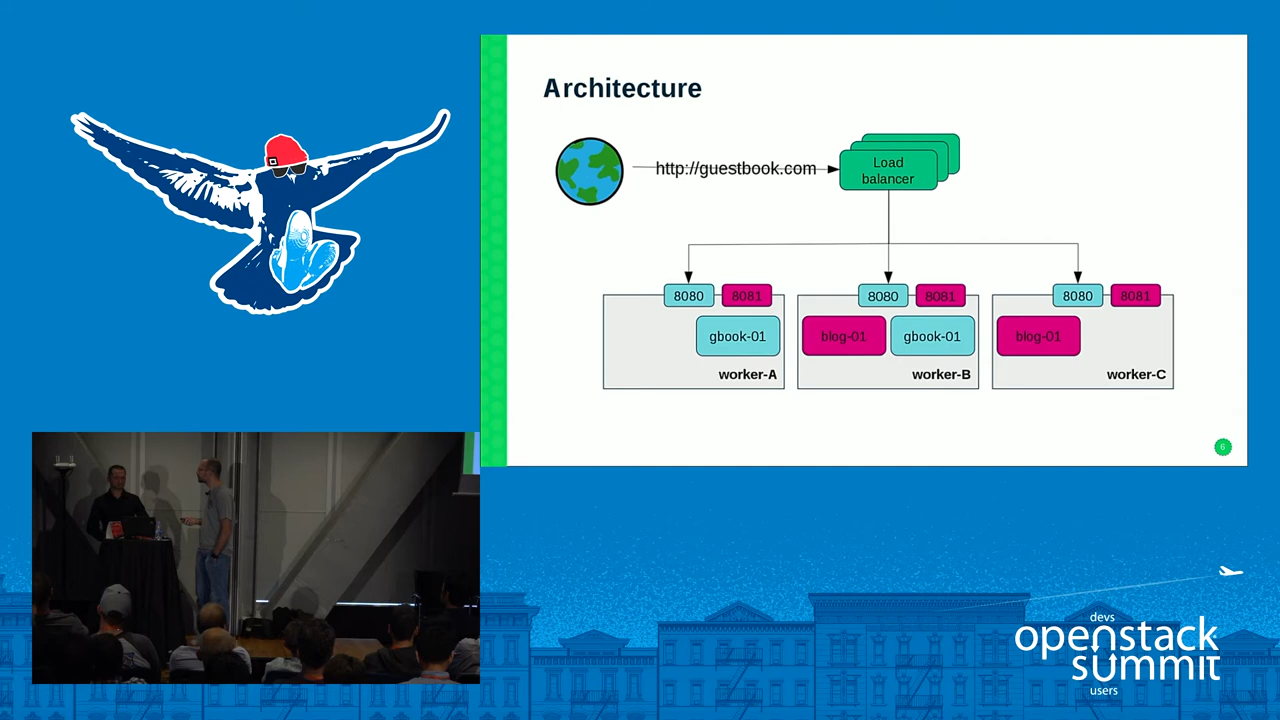 Architecture
http://guestbook.com
Load
balancer
8080
8081
8080
8081
8080
8081
gbook-01
blog-01
gbook-01
blog-01
worker-A
worker-B
worker-C
6
devs
openstack
summit
users